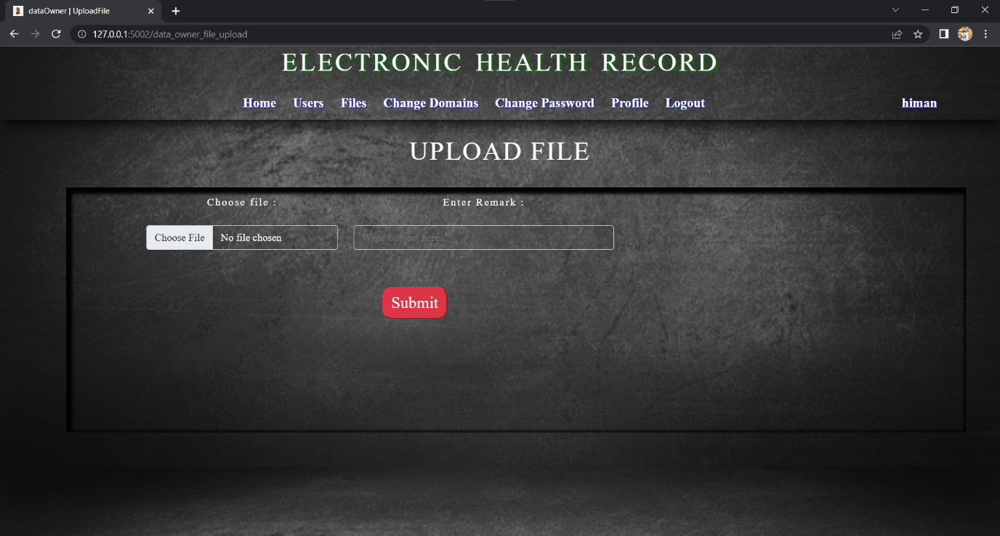 dataOwner | UploadFile
127.0.0.1:5002/data_owner_file_upload
ELECTRONIC HEALTH RECORD
Home Users Files Change Domains Change Password Profile Logout himan
UPLOAD FILE
Choose file : Enter Remark :
Choose File No file chosen Write Subject here...
Submit